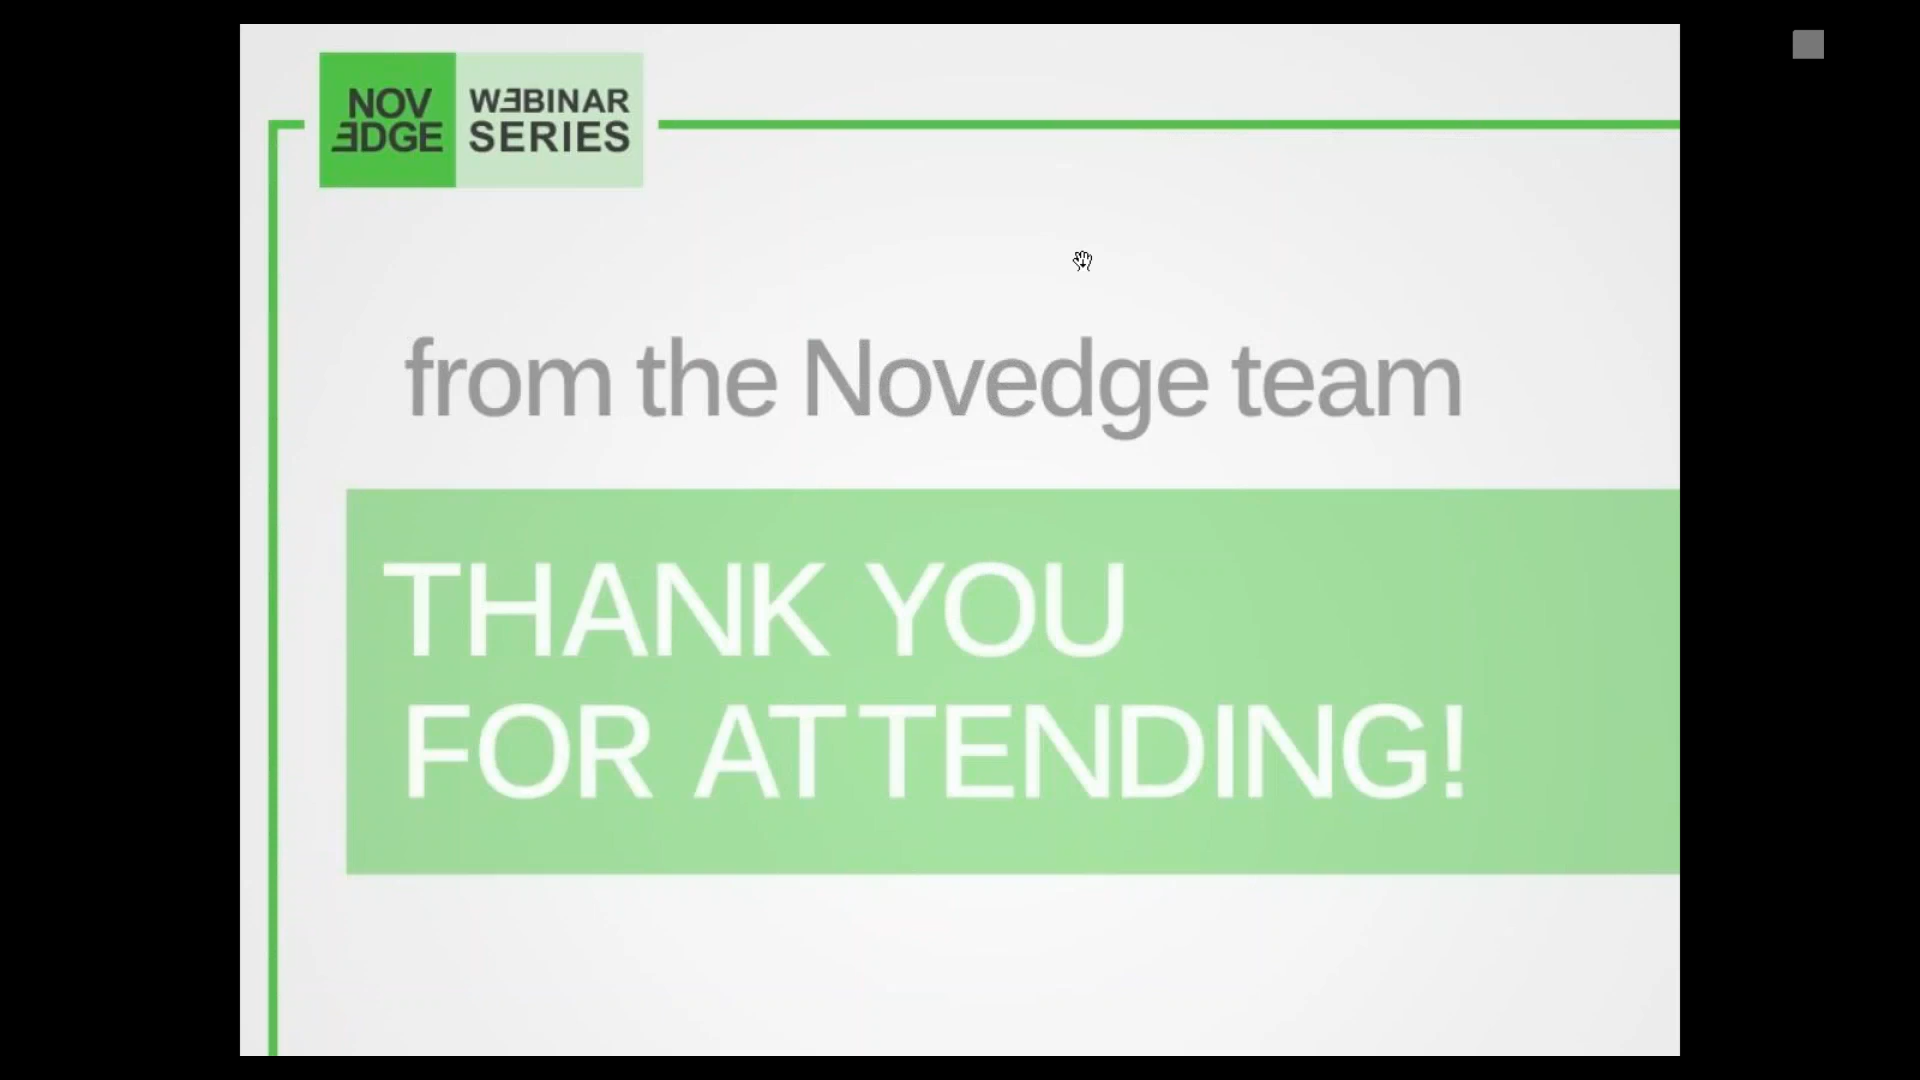 NOV
EDGE
WEBINAR
SERIES
from the Novedge team
THANK YOU
FOR ATTENDING!